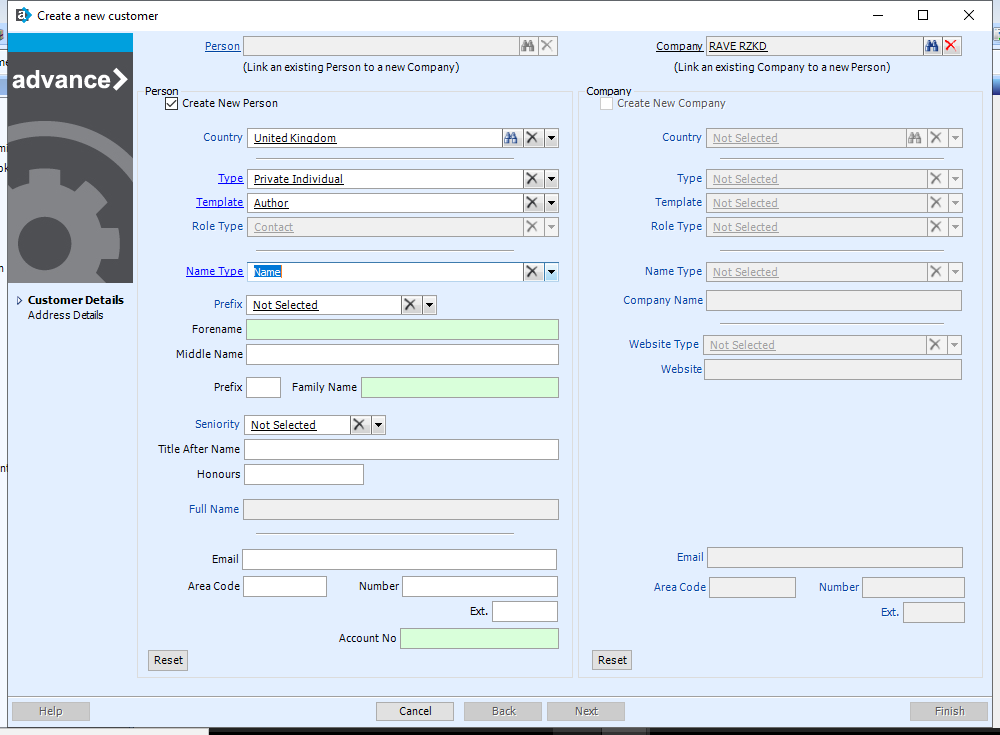 Create a new customer
advance
Customer Details
Address Details
Person
(Link an existing Person to a new Company)
Company RAVE RZKD
(Link an existing Company to a new Person)
Person
Create New Person
Country United Kingdom
Type Private Individual
Template Author
Role Type Contact
Name Type Name
Prefix Not Selected
Forename
Middle Name
Prefix Family Name
Seniority Not Selected
Title After Name
Honours
Full Name
Email
Area Code Number
Ext.
Account No
Reset
Company
Create New Company
Country Not Selected
Type Not Selected
Template Not Selected
Role Type Not Selected
Name Type Not Selected
Company Name
Website Type Not Selected
Website
Email
Area Code Number
Ext.
Reset
Help Cancel Back Next Finish